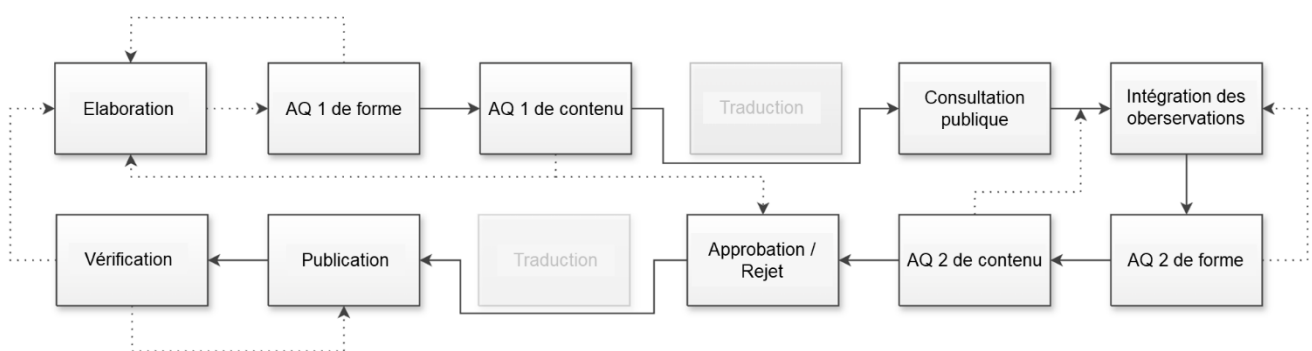 Elaboration
AQ 1 de forme
AQ 1 de contenu
Traduction
Consultation
publique
Intégration des
oberservations
Vérification
Publication
Traduction
Approbation /
Rejet
AQ 2 de contenu
AQ 2 de forme